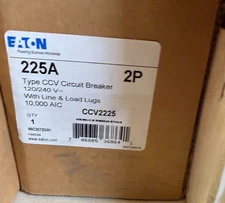 EATON
Powering Business Worldwide
225A 2P
Type CCV Circuit Breaker
120/240 V~
With Line & Load Lugs
10,000 AIC
QTY
1
CCV2225
www.eaton.com